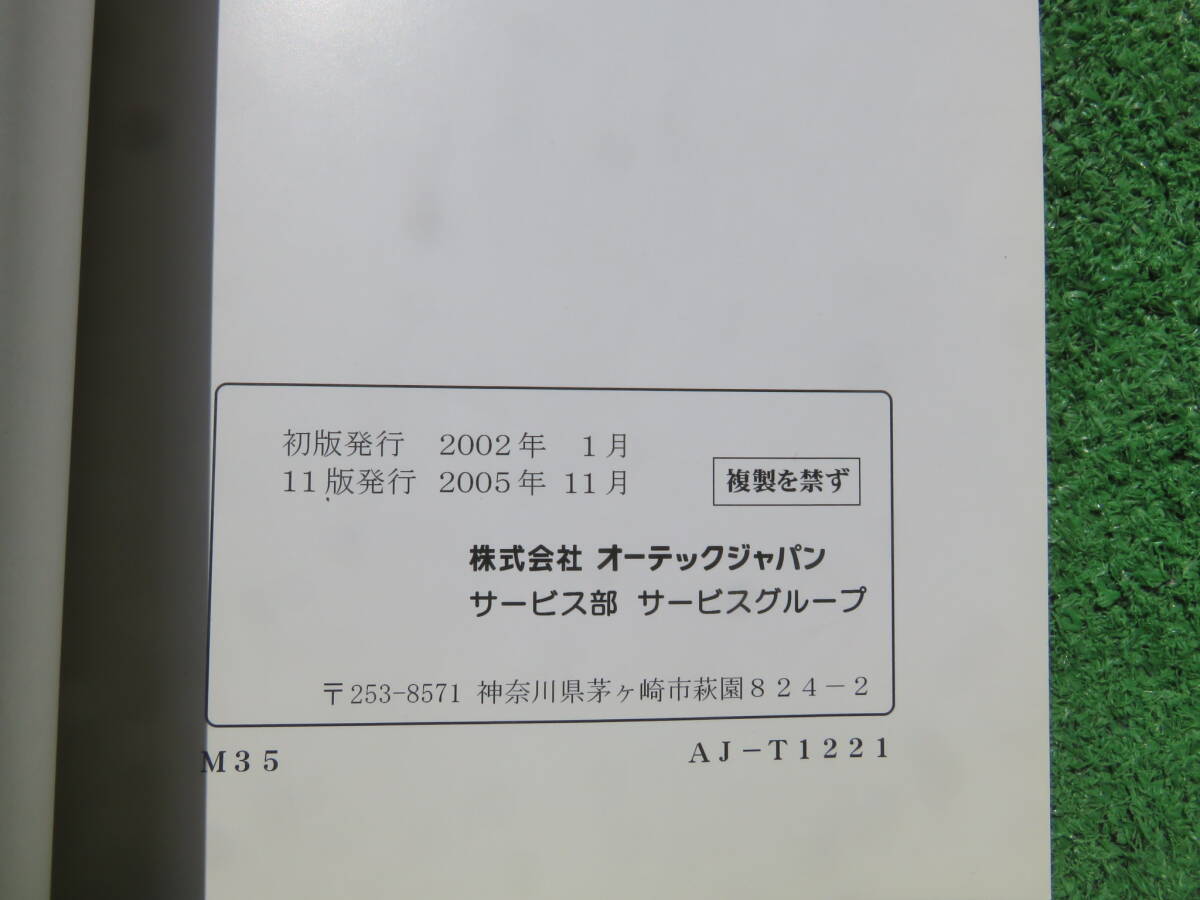 初版発行 2002年 1月
11版発行 2005年 11月
複製を禁ず
株式会社 オーテックジャパン
サービス部 サービスグループ
〒253-8571 神奈川県茅ヶ崎市萩園824-2
M35
AJ-T1221